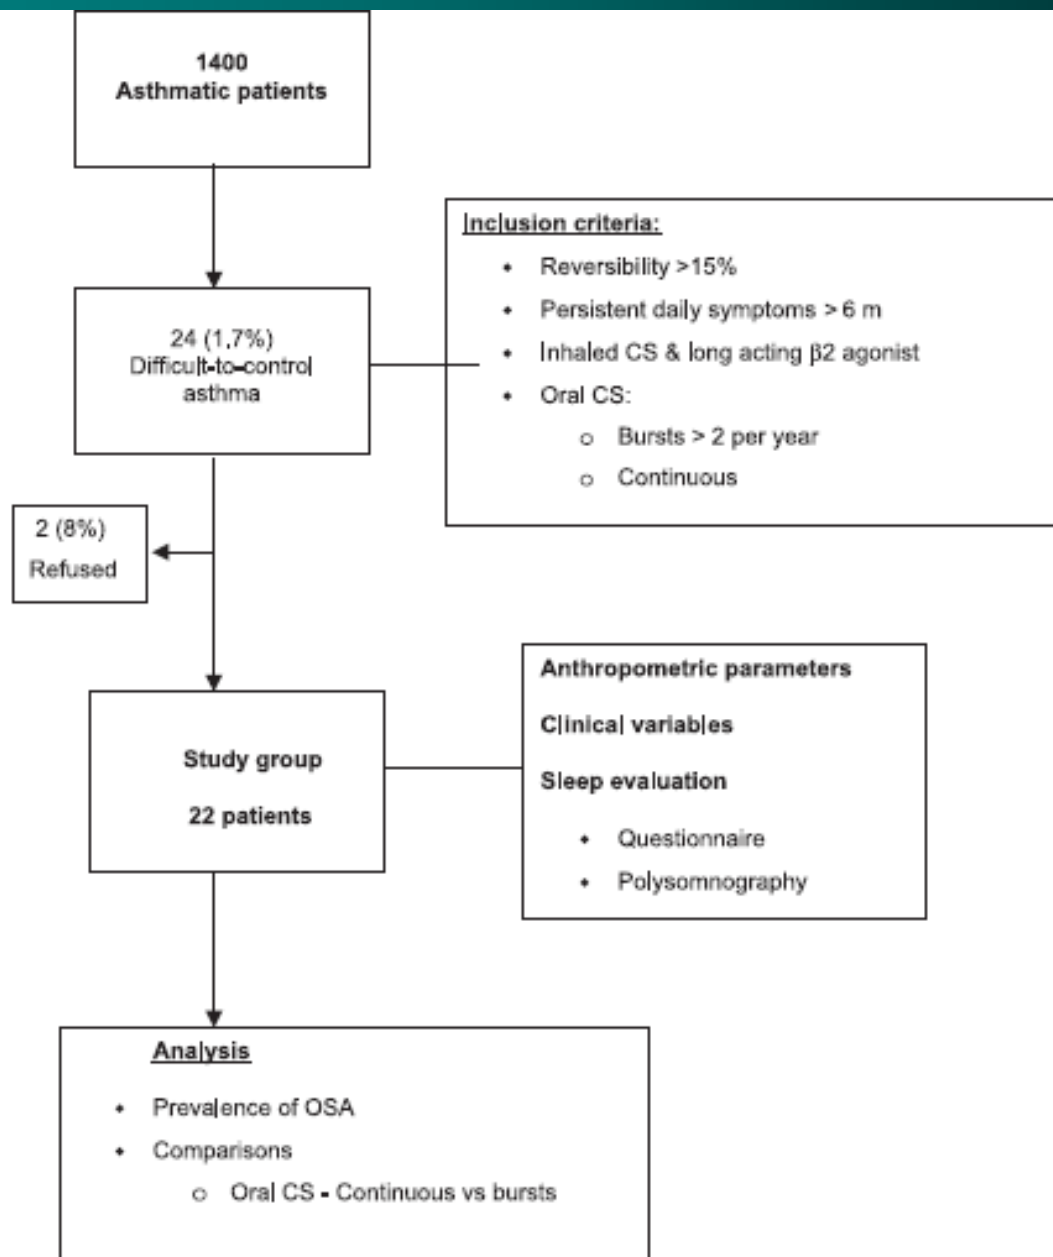 1400
Asthmatic patients
Inclusion criteria:
• Reversibility >15%
• Persistent daily symptoms > 6 m
• Inhaled CS & long acting β2 agonist
• Oral CS:
o Bursts > 2 per year
o Continuous
24 (1,7%)
Difficult-to-control
asthma
2 (8%)
Refused
Study group
22 patients
Anthropometric parameters
Clinical variables
Sleep evaluation
• Questionnaire
• Polysomnography
Analysis
• Prevalence of OSA
• Comparisons
o Oral CS - Continuous vs bursts